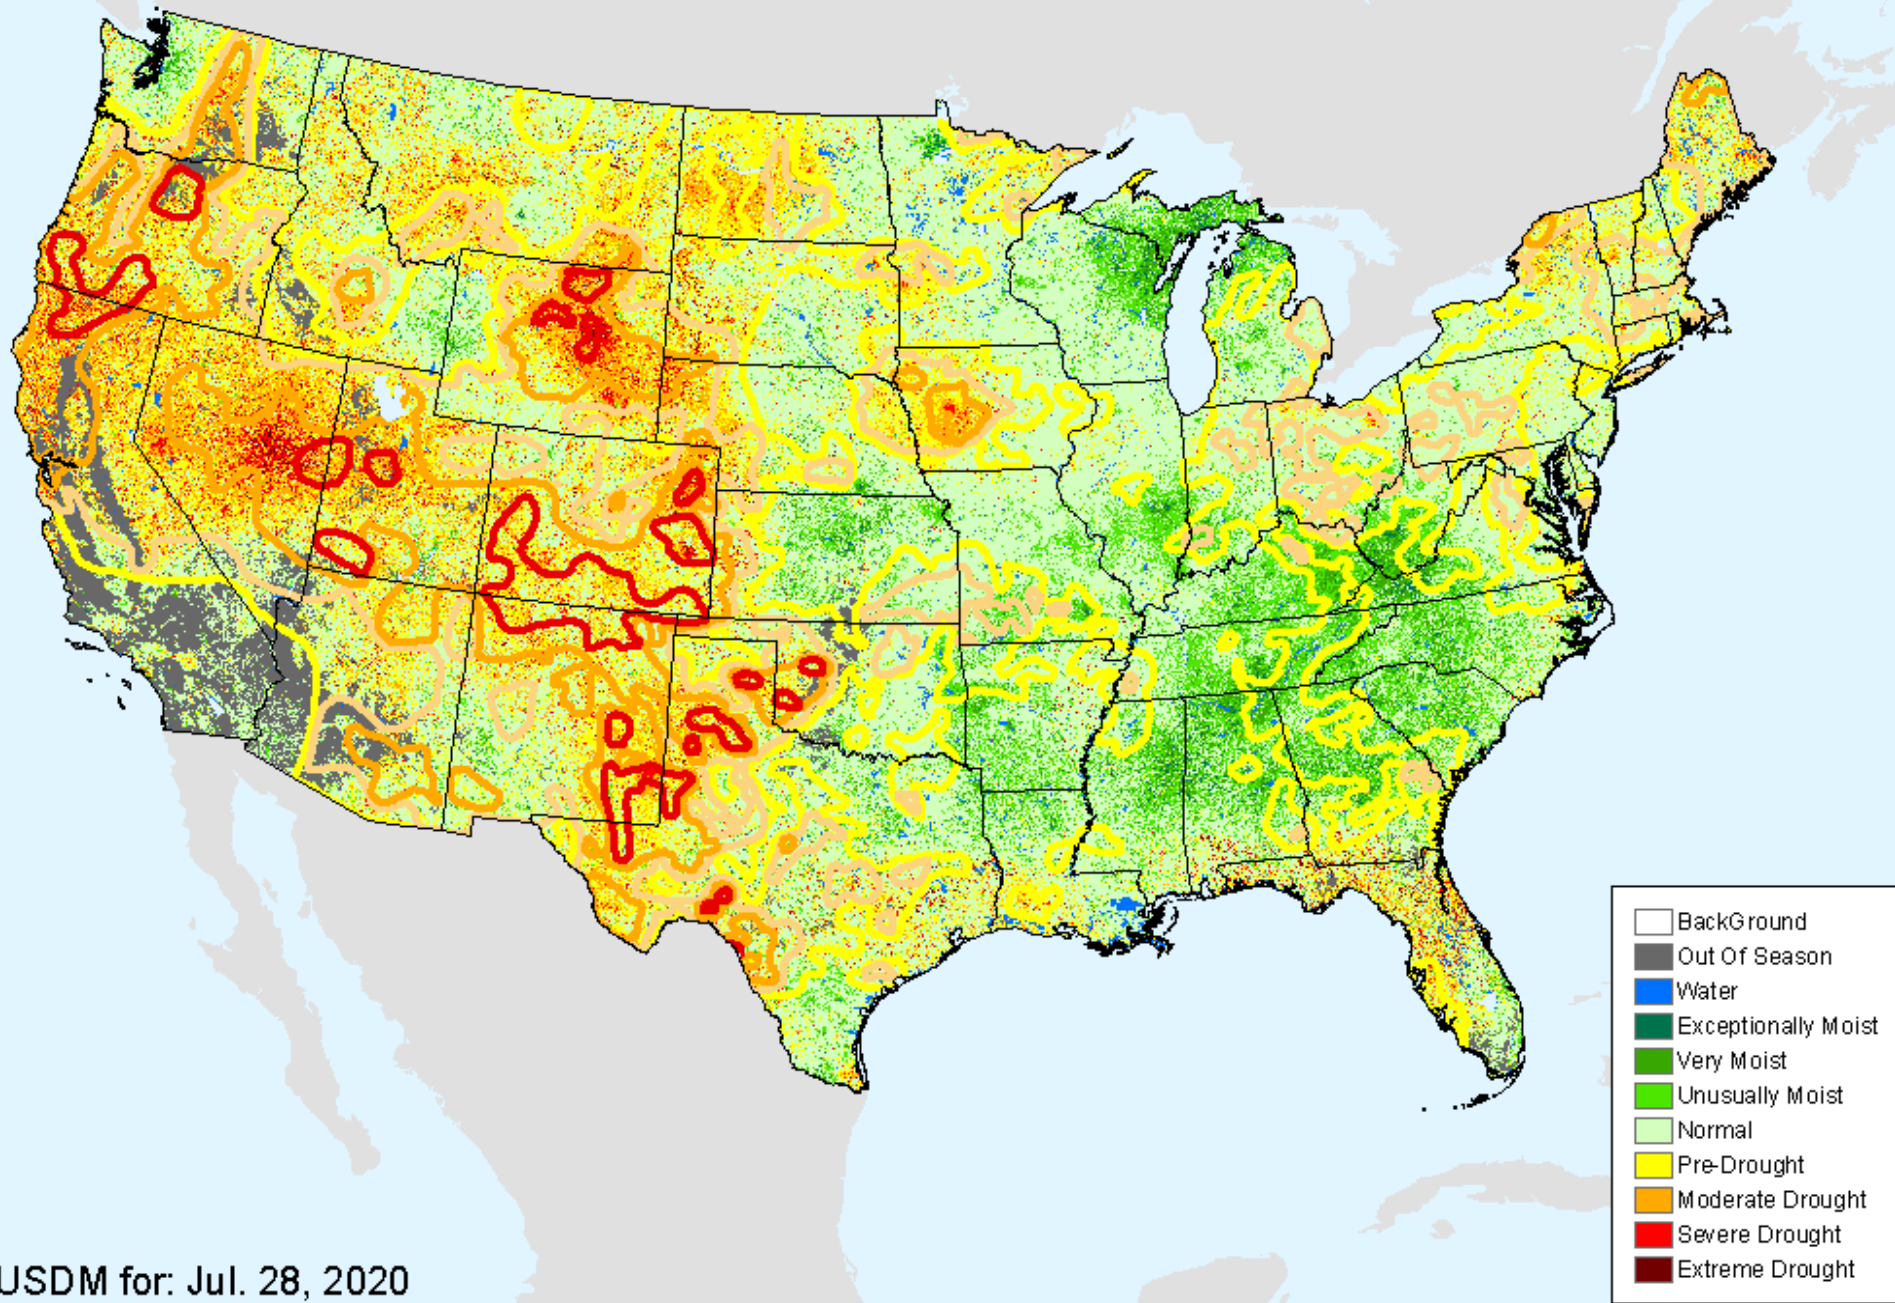 BackGround
Out Of Season
Water
Exceptionally Moist
Very Moist
Unusually Moist
Normal
Pre-Drought
Moderate Drought
Severe Drought
Extreme Drought
USDM for: Jul. 28, 2020